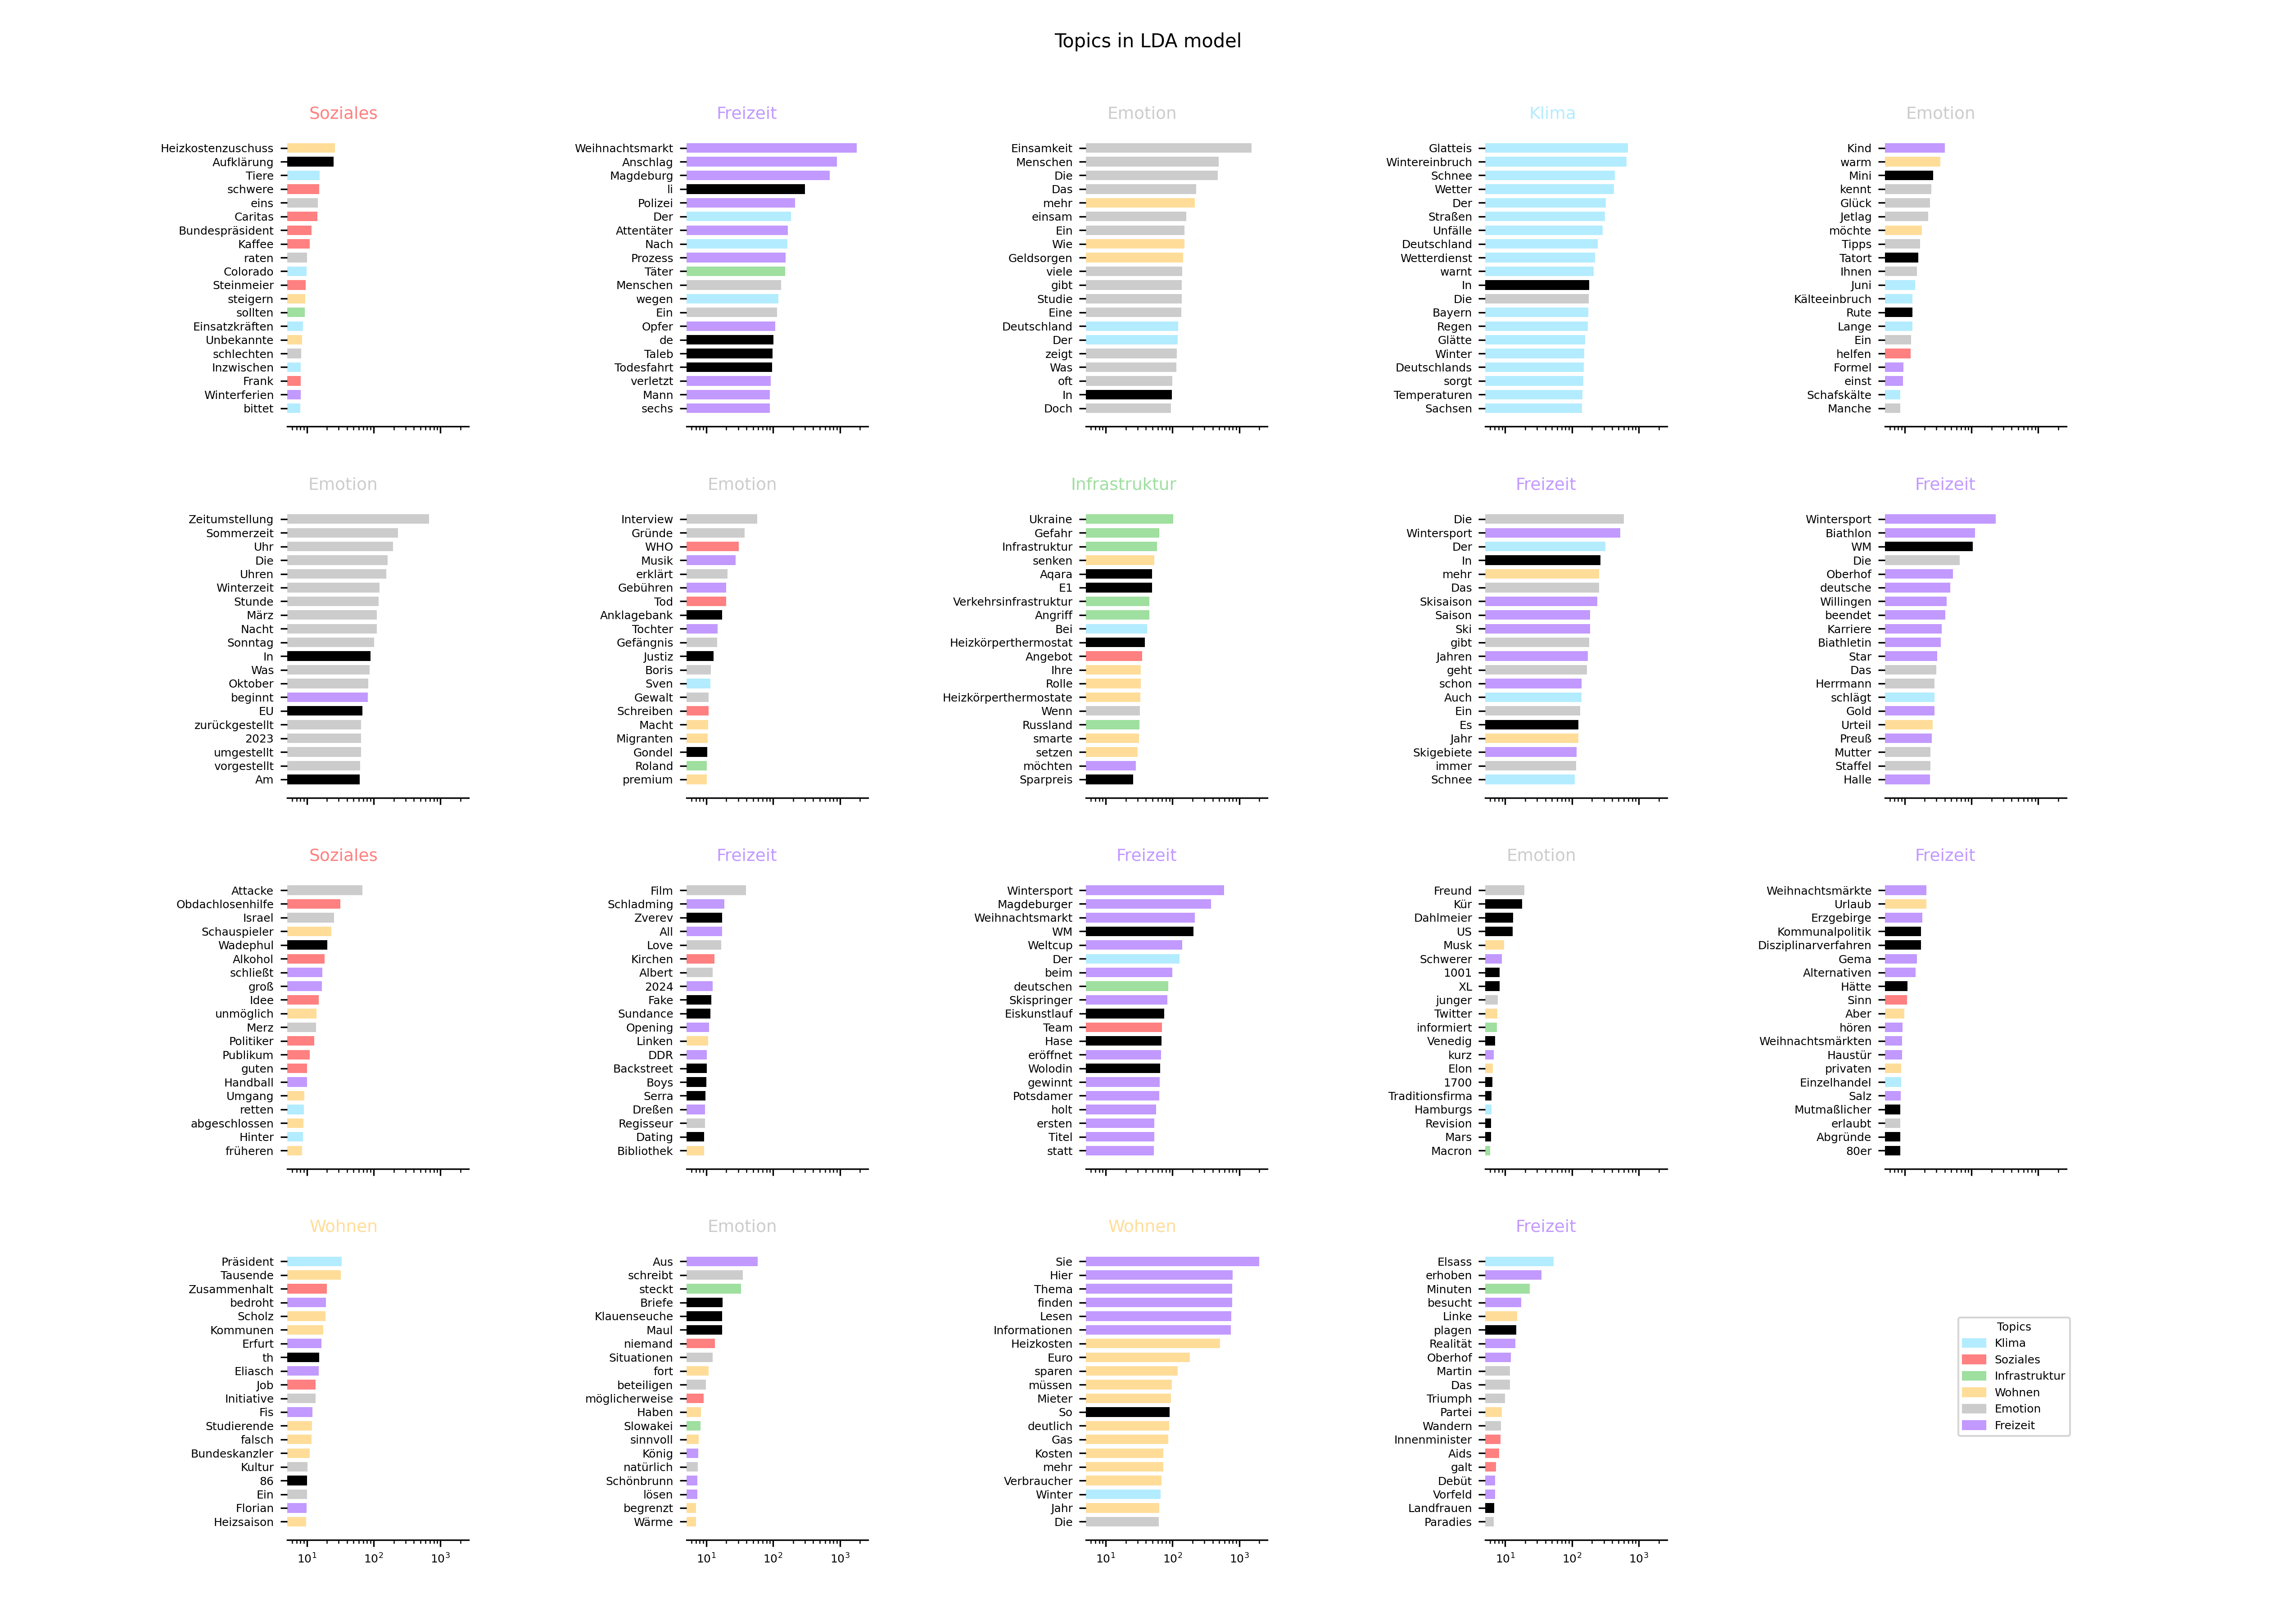 Topics in LDA model
Soziales
Heizkostenzuschuss
Aufklärung
Tiere
schwere
eins
Caritas
Bundespräsident
Kaffee
raten
Colorado
Steinmeier
steigern
sollten
Einsatzkräften
Unbekannte
schlechten
Inzwischen
Frank
Winterferien
bittet
Freizeit
Weihnachtsmarkt
Anschlag
Magdeburg
li
Polizei
Der
Attentäter
Nach
Prozess
Täter
Menschen
wegen
Ein
Opfer
de
Taleb
Todesfahrt
verletzt
Mann
sechs
Emotion
Einsamkeit
Menschen
Die
Das
mehr
einsam
Ein
Wie
Geldsorgen
viele
gibt
Studie
Eine
Deutschland
Der
zeigt
Was
oft
In
Doch
Klima
Glatteis
Wintereinbruch
Schnee
Wetter
Der
Straßen
Unfälle
Deutschland
Wetterdienst
warnt
In
Die
Bayern
Regen
Glätte
Winter
Deutschlands
sorgt
Temperaturen
Sachsen
Emotion
Kind
warm
Mini
kennt
Glück
Jetlag
möchte
Tipps
Tatort
Ihnen
Juni
Kälteeinbruch
Rute
Lange
Ein
helfen
Formel
einst
Schafskälte
Manche
Emotion
Zeitumstellung
Sommerzeit
Uhr
Die
Uhren
Winterzeit
Stunde
März
Nacht
Sonntag
In
Was
Oktober
beginnt
EU
zurückgestellt
2023
umgestellt
vorgestellt
Am
Emotion
Interview
Gründe
WHO
Musik
erklärt
Gebühren
Tod
Anklagebank
Tochter
Gefängnis
Justiz
Boris
Sven
Gewalt
Schreiben
Macht
Migranten
Gondel
Roland
premium
Infrastruktur
Ukraine
Gefahr
Infrastruktur
senken
Aqara
E1
Verkehrsinfrastruktur
Angriff
Bei
Heizkörperthermostat
Angebot
Ihre
Rolle
Heizkörperthermostate
Wenn
Russland
smarte
setzen
möchten
Sparpreis
Freizeit
Die
Wintersport
Der
In
mehr
Das
Skisaison
Saison
Ski
gibt
Jahren
geht
schon
Auch
Ein
Es
Jahr
Skigebiete
immer
Schnee
Freizeit
Wintersport
Biathlon
WM
Die
Oberhof
deutsche
Willingen
beendet
Karriere
Biathletin
Star
Das
Herrmann
schlägt
Gold
Urteil
Preuß
Mutter
Staffel
Halle
Soziales
Attacke
Obdachlosenhilfe
Israel
Schauspieler
Wadephul
Alkohol
schließt
groß
Idee
unmöglich
Merz
Politiker
Publikum
guten
Handball
Umgang
retten
abgeschlossen
Hinter
früheren
Freizeit
Film
Schladming
Zverev
All
Love
Kirchen
Albert
2024
Fake
Sundance
Opening
Linken
DDR
Backstreet
Boys
Serra
Dreßen
Regisseur
Dating
Bibliothek
Freizeit
Wintersport
Magdeburger
Weihnachtsmarkt
WM
Weltcup
Der
beim
deutschen
Skispringer
Eiskunstlauf
Team
Hase
eröffnet
Wolodin
gewinnt
Potsdamer
holt
ersten
Titel
statt
Emotion
Freund
Kür
Dahlmeier
US
Musk
Schwerer
1001
XL
junger
Twitter
informiert
Venedig
kurz
Elon
1700
Traditionsfirma
Hamburgs
Revision
Mars
Macron
Freizeit
Weihnachtsmärkte
Urlaub
Erzgebirge
Kommunalpolitik
Disziplinarverfahren
Gema
Alternativen
Hätte
Sinn
Aber
hören
Weihnachtsmärkten
Haustür
privaten
Einzelhandel
Salz
Mutmaßlicher
erlaubt
Abgründe
80er
Wohnen
Präsident
Tausende
Zusammenhalt
bedroht
Scholz
Kommunen
Erfurt
th
Eliasch
Job
Initiative
Fis
Studierende
falsch
Bundeskanzler
Kultur
86
Ein
Florian
Heizsaison
10¹ 10² 10³
Emotion
Aus
schreibt
steckt
Briefe
Klauenseuche
Maul
niemand
Situationen
fort
beteiligen
möglicherweise
Haben
Slowakei
sinnvoll
König
natürlich
Schönbrunn
lösen
begrenzt
Wärme
10¹ 10² 10³
Wohnen
Sie
Hier
Thema
finden
Lesen
Informationen
Heizkosten
Euro
sparen
müssen
Mieter
So
deutlich
Gas
Kosten
mehr
Verbraucher
Winter
Jahr
Die
10¹ 10² 10³
Freizeit
Elsass
erhoben
Minuten
besucht
Linke
plagen
Realität
Oberhof
Martin
Das
Triumph
Partei
Wandern
Innenminister
Aids
galt
Debüt
Vorfeld
Landfrauen
Paradies
10¹ 10² 10³
Topics
Klima
Soziales
Infrastruktur
Wohnen
Emotion
Freizeit